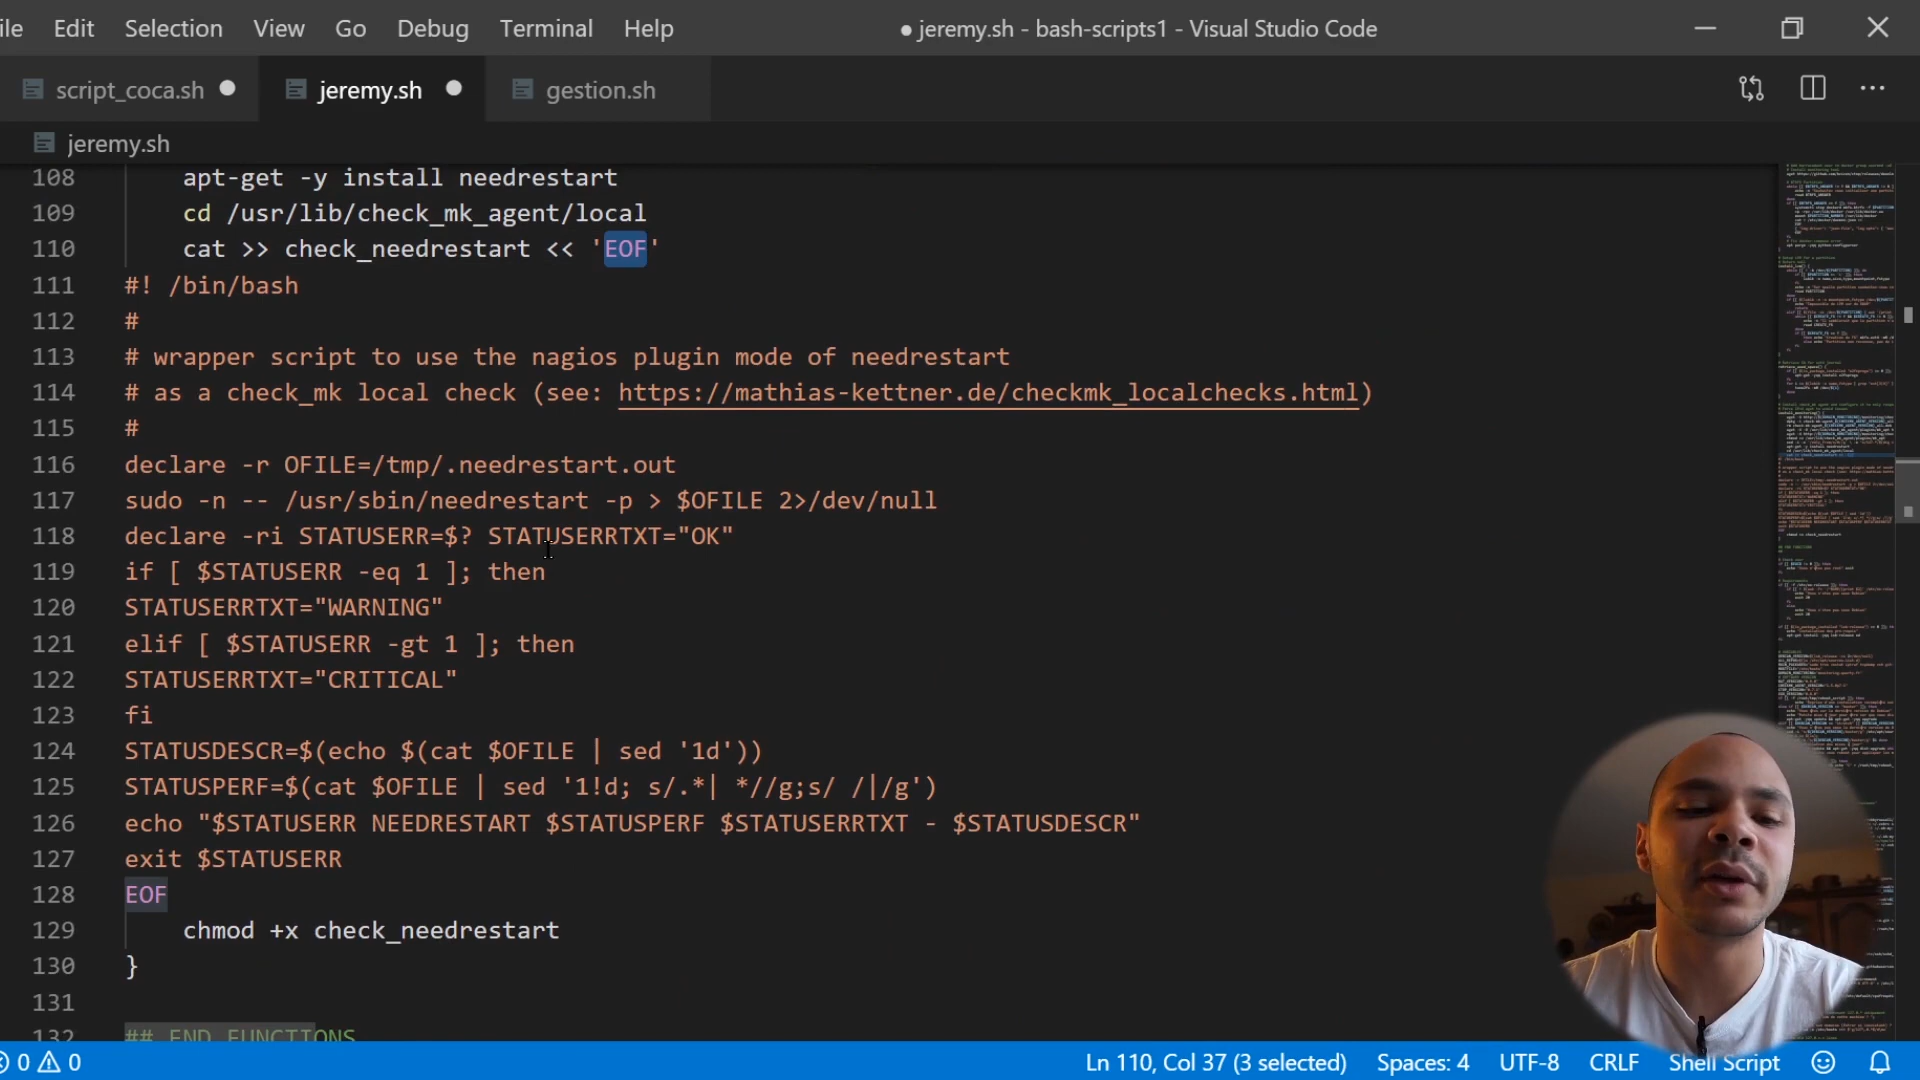 ile Edit Selection View Go Debug Terminal Help
● jeremy.sh - bash-scripts1 - Visual Studio Code
script_coca.sh
jeremy.sh
gestion.sh
jeremy.sh
108 apt-get -y install needrestart
109 cd /usr/lib/check_mk_agent/local
110 cat >> check_needrestart << 'EOF'
111 #! /bin/bash
112 #
113 # wrapper script to use the nagios plugin mode of needrestart
114 # as a check_mk local check (see: https://mathias-kettner.de/checkmk_localchecks.html)
115 #
116 declare -r OFILE=/tmp/.needrestart.out
117 sudo -n -- /usr/sbin/needrestart -p > $OFILE 2>/dev/null
118 declare -ri STATUSERR=$? STATUSERRTXT="OK"
119 if [ $STATUSERR -eq 1 ]; then
120 STATUSERRTXT="WARNING"
121 elif [ $STATUSERR -gt 1 ]; then
122 STATUSERRTXT="CRITICAL"
123 fi
124 STATUSDESCR=$(echo $(cat $OFILE | sed '1d'))
125 STATUSPERF=$(cat $OFILE | sed '1!d; s/.*| *//g;s/ /|/g')
126 echo "$STATUSERR NEEDRESTART $STATUSPERF $STATUSERRTXT - $STATUSDESCR"
127 exit $STATUSERR
128 EOF
129 chmod +x check_needrestart
130 }
131
132 ## END FUNCTIONS
0 0
Ln 110, Col 37 (3 selected) Spaces: 4 UTF-8 CRLF Shell Script